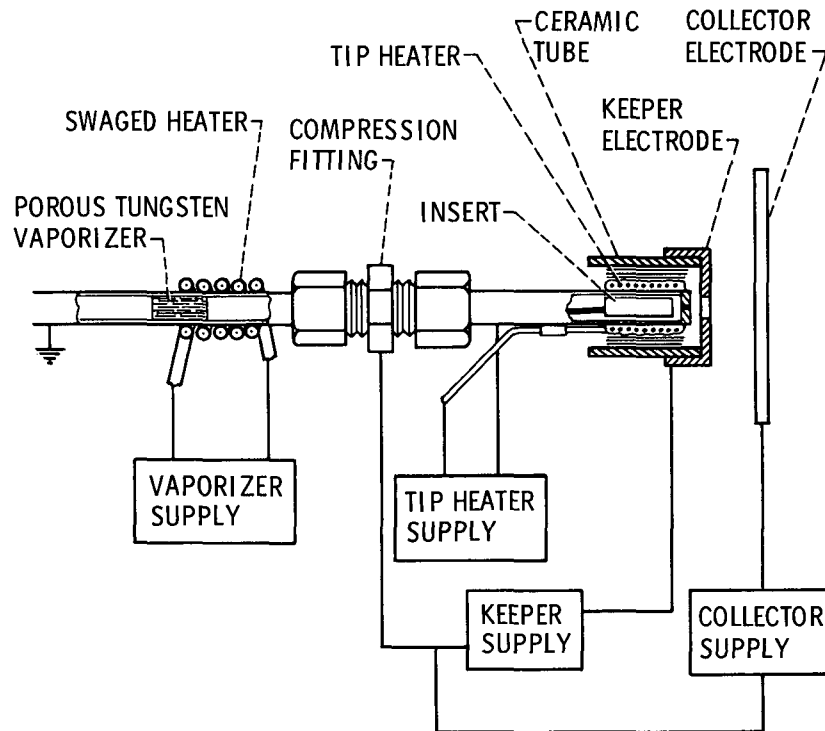 CERAMIC
TUBE
COLLECTOR
ELECTRODE
TIP HEATER
KEEPER
ELECTRODE
SWAGED HEATER
COMPRESSION
FITTING
POROUS TUNGSTEN
VAPORIZER
INSERT
VAPORIZER
SUPPLY
TIP HEATER
SUPPLY
KEEPER
SUPPLY
COLLECTOR
SUPPLY